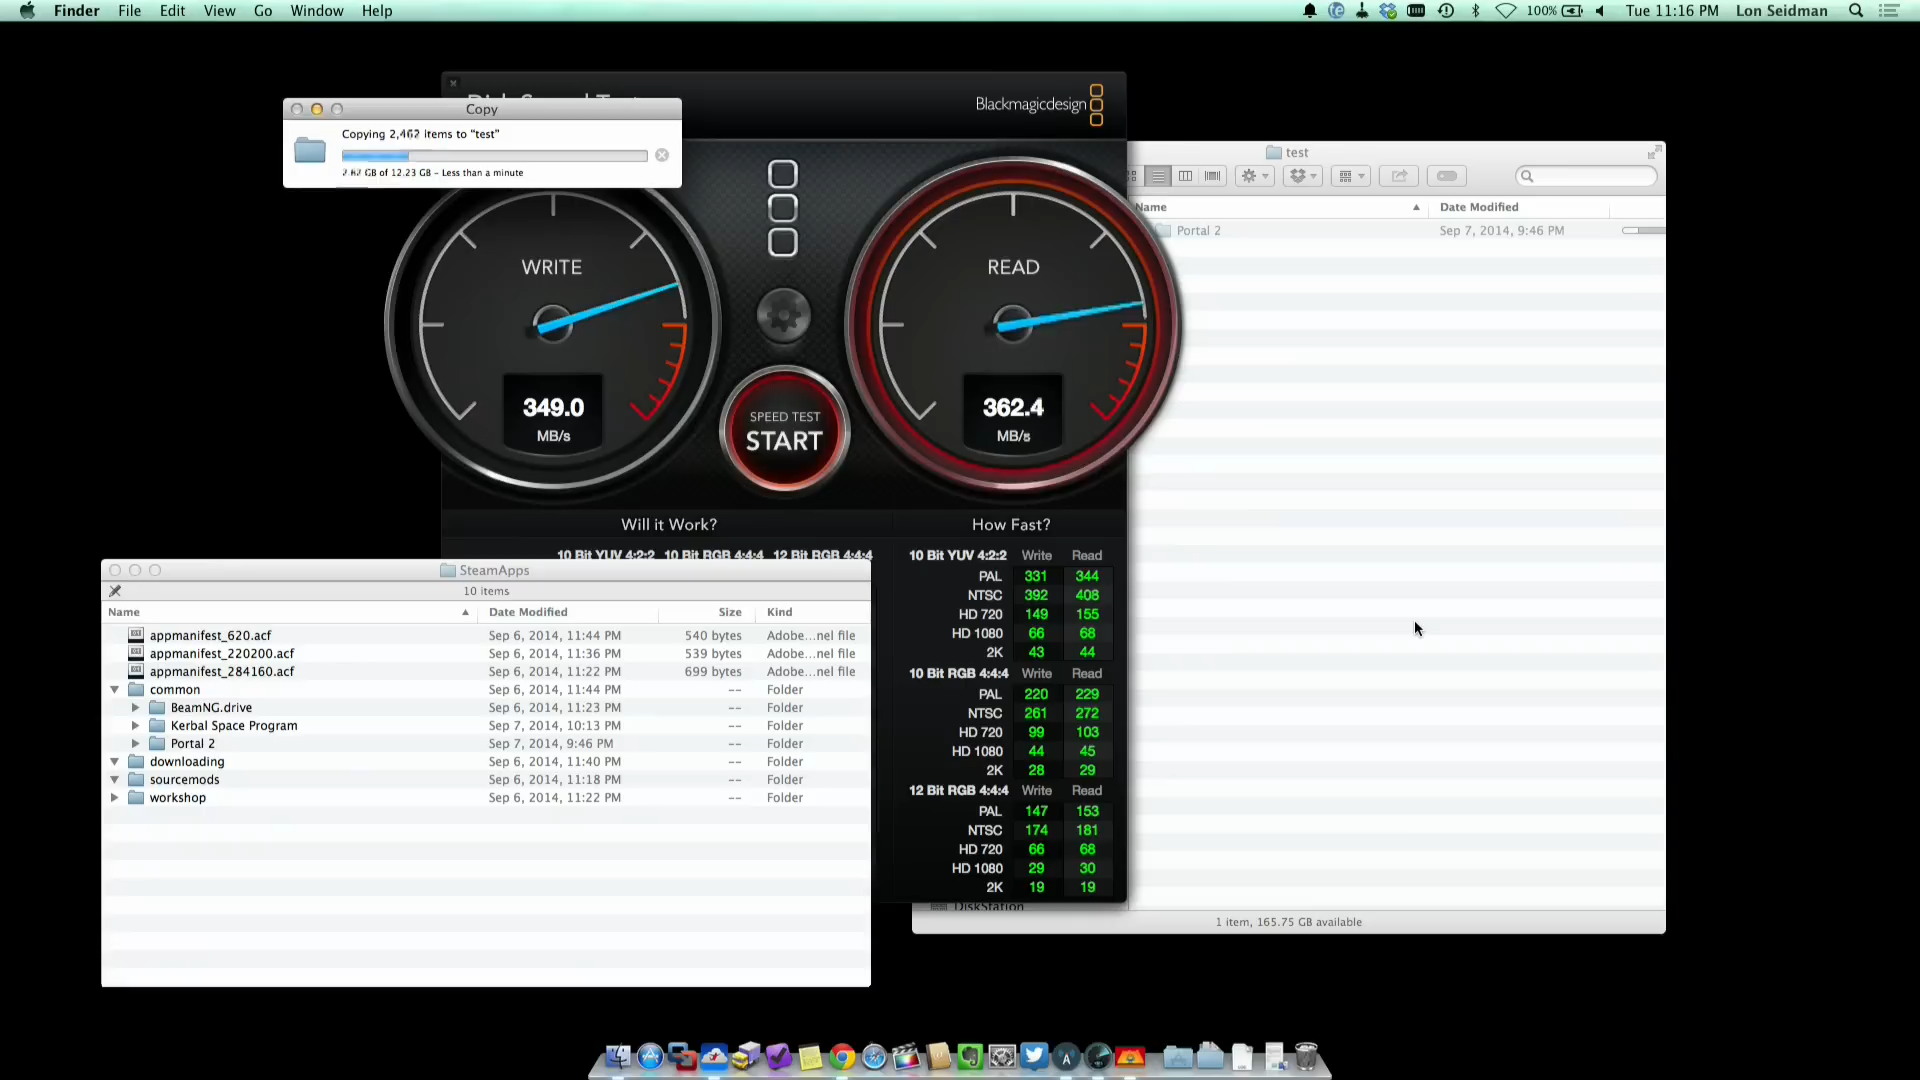 Finder File Edit View Go Window Help
100% Tue 11:16 PM Lon Seidman
Blackmagicdesign
Copy
Copying 2,462 items to "test"
GB of 12.23 GB - Less than a minute
test
Name Date Modified
Portal 2 Sep 7, 2014, 9:46 PM
WRITE
349.0
MB/s
READ
362.4
MB/s
SPEED TEST
START
Will it Work?
10 Bit YUV 4:2:2 10 Bit RGB 4:4:4 12 Bit RGB 4:4:4
How Fast?
10 Bit YUV 4:2:2 Write Read
PAL 331 344
NTSC 392 408
HD 720 149 155
HD 1080 66 68
2K 43 44
10 Bit RGB 4:4:4 Write Read
PAL 220 229
NTSC 261 272
HD 720 99 103
HD 1080 44 45
2K 28 29
12 Bit RGB 4:4:4 Write Read
PAL 147 153
NTSC 174 181
HD 720 66 68
HD 1080 29 30
2K 19 19
SteamApps
10 items
Name Date Modified Size Kind
appmanifest_620.acf Sep 6, 2014, 11:44 PM 540 bytes Adobe...nel file
appmanifest_220200.acf Sep 6, 2014, 11:36 PM 539 bytes Adobe...nel file
appmanifest_284160.acf Sep 6, 2014, 11:22 PM 699 bytes Adobe...nel file
common Sep 6, 2014, 11:44 PM -- Folder
BeamNG.drive Sep 6, 2014, 11:23 PM -- Folder
Kerbal Space Program Sep 7, 2014, 10:13 PM -- Folder
Portal 2 Sep 7, 2014, 9:46 PM -- Folder
downloading Sep 6, 2014, 11:40 PM -- Folder
sourcemods Sep 6, 2014, 11:18 PM -- Folder
workshop Sep 6, 2014, 11:22 PM -- Folder
DiskStation
1 item, 165.75 GB available